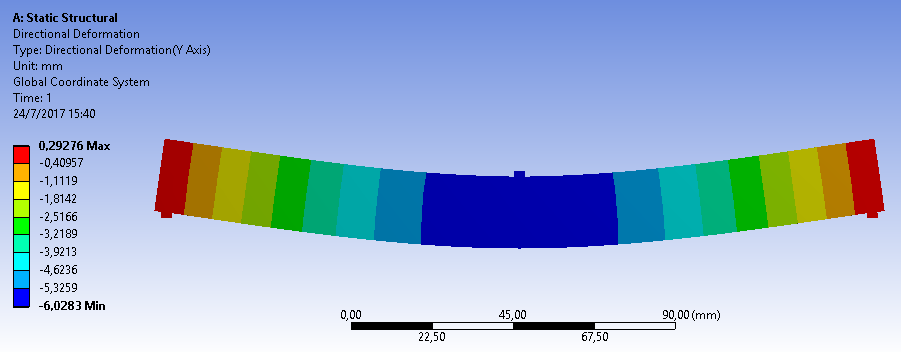 A: Static Structural
Directional Deformation
Type: Directional Deformation(Y Axis)
Unit: mm
Global Coordinate System
Time: 1
24/7/2017 15:40
0,29276 Max
-0,40957
-1,1119
-1,8142
-2,5166
-3,2189
-3,9213
-4,6236
-5,3259
-6,0283 Min
0,00 45,00 90,00 (mm)
22,50 67,50